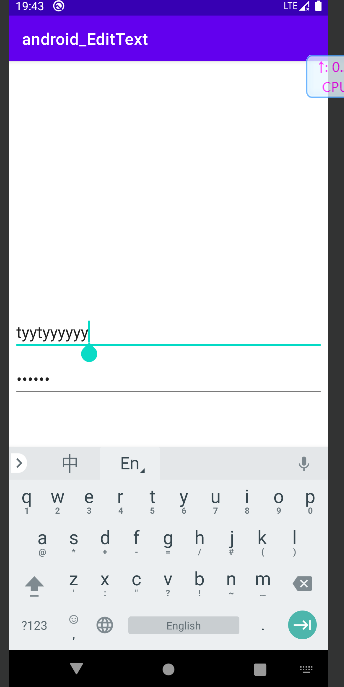 19:43 LTE
android_EditText
↑: 0.
CPU
tyytyyyyyy
••••••
中 En
q w e r t y u i o p
1 2 3 4 5 6 7 8 9 0
a s d f g h j k l
@ * + - = / # ( )
z x c v b n m
' : " ? ! ~ _
?123 , English .